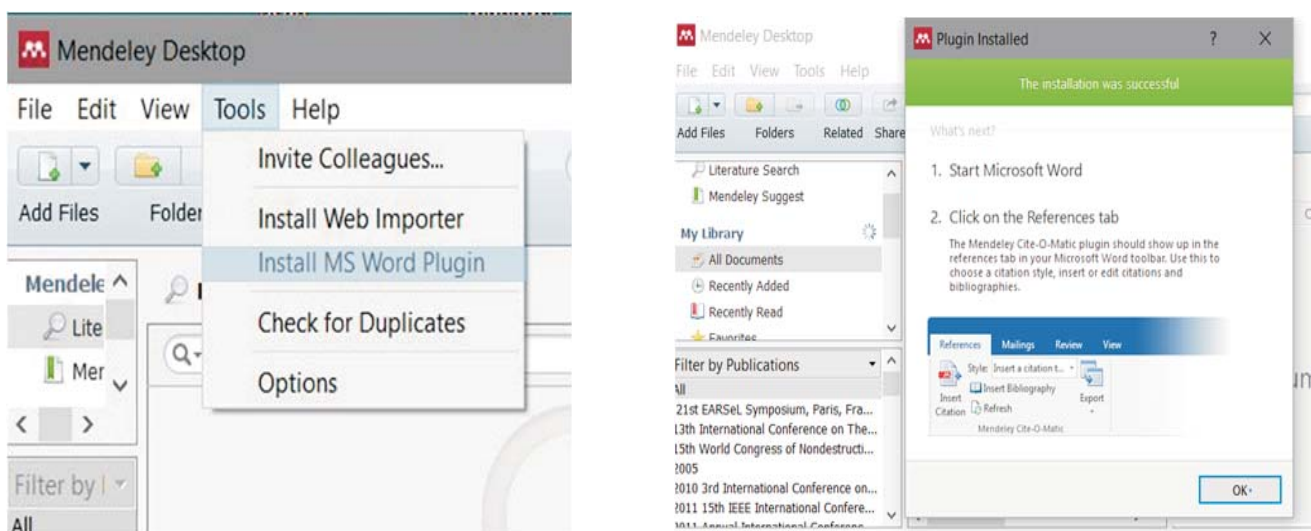 Mendeley Desktop
File Edit View Tools Help
Invite Colleagues...
Install Web Importer
Install MS Word Plugin
Check for Duplicates
Options
Add Files Folder
Mendele
Lite
Mer
Filter by
All
Mendeley Desktop
File Edit View Tools Help
Add Files Folders Related Share
Literature Search
Mendeley Suggest
My Library
All Documents
Recently Added
Recently Read
Favorites
Filter by Publications
All
21st EARSeL Symposium, Paris, Fra...
13th International Conference on The...
15th World Congress of Nondestructi...
2005
2010 3rd International Conference on...
2011 15th IEEE International Confere...
2011 Annual International Conference
Plugin Installed ? X
The installation was successful
What's next?
1. Start Microsoft Word
2. Click on the References tab
The Mendeley Cite-O-Matic plugin should show up in the
references tab in your Microsoft Word toolbar. Use this to
choose a citation style, insert or edit citations and
bibliographies.
References Mailings Review View
Style: Insert a citation t...
Insert Bibliography
Insert
Citation
Refresh
Export
Mendeley Cite-O-Matic
OK